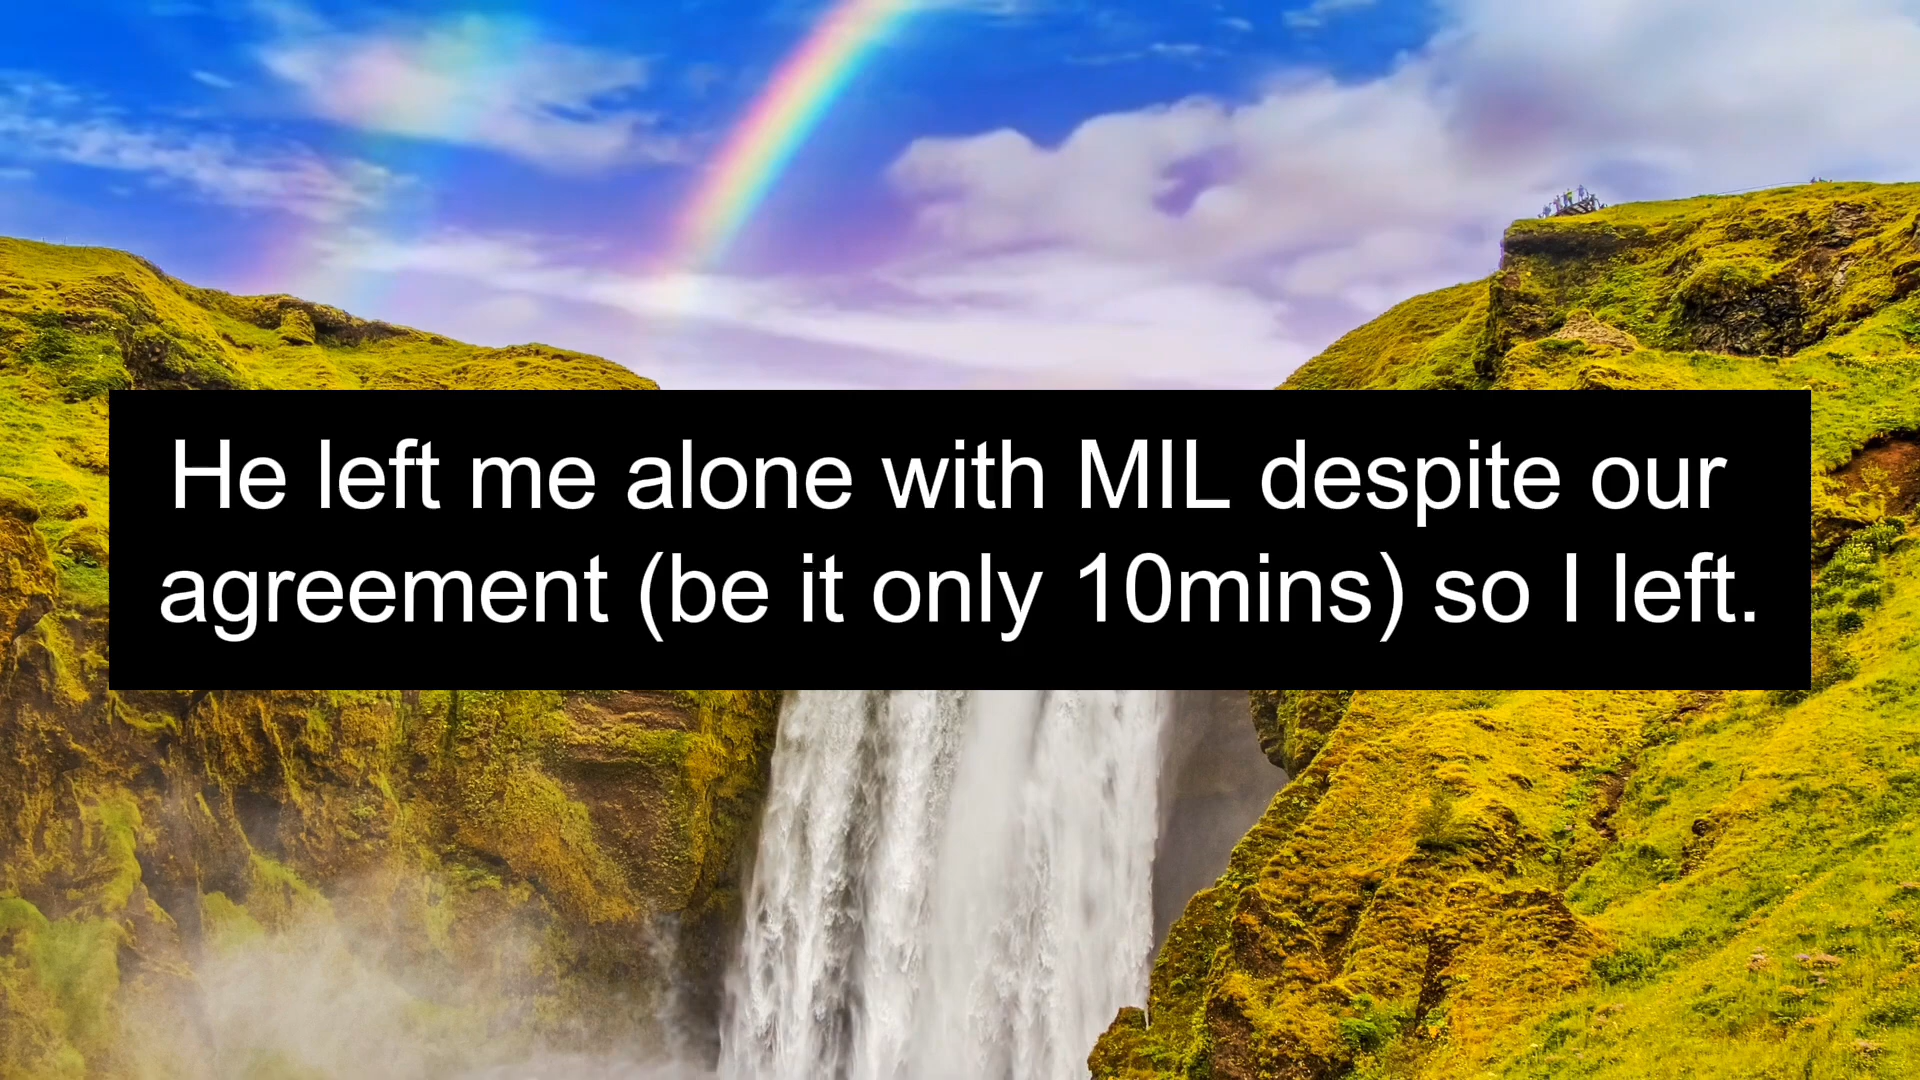 He left me alone with MIL despite our
agreement (be it only 10mins) so I left.